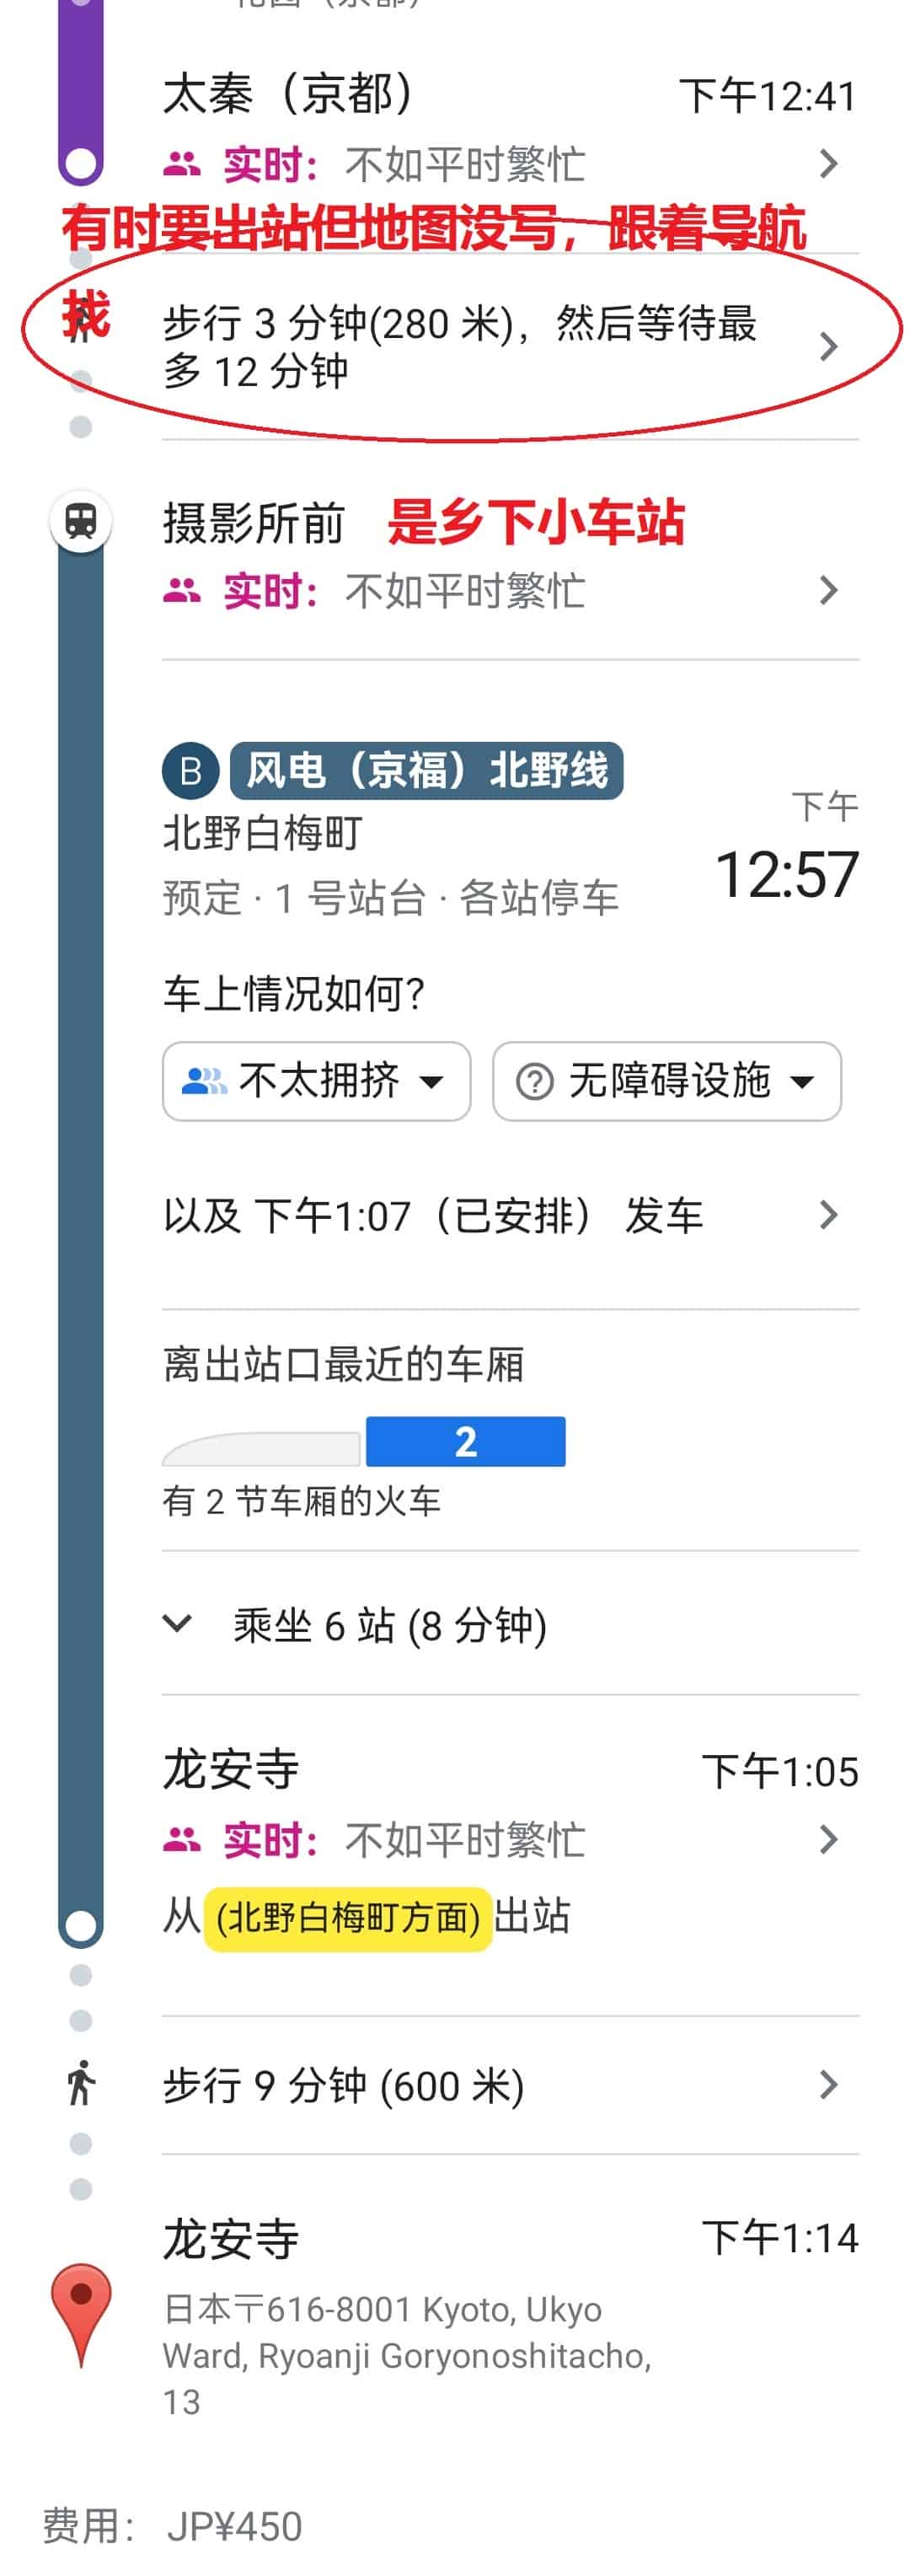 花园（京都）
太秦（京都）
下午12:41
实时： 不如平时繁忙
有时要出站但地图没写，跟着导航
找
步行 3 分钟(280 米)，然后等待最
多 12 分钟
摄影所前 是乡下小车站
实时： 不如平时繁忙
B 风电（京福）北野线
下午
北野白梅町
12:57
预定 · 1 号站台 · 各站停车
车上情况如何？
不太拥挤
无障碍设施
以及 下午1:07（已安排） 发车
离出站口最近的车厢
2
有 2 节车厢的火车
乘坐 6 站 (8 分钟)
龙安寺
下午1:05
实时： 不如平时繁忙
从 (北野白梅町方面) 出站
步行 9 分钟 (600 米)
龙安寺
下午1:14
日本〒616-8001 Kyoto, Ukyo
Ward, Ryoanji Goryonoshitacho,
13
费用： JP¥450